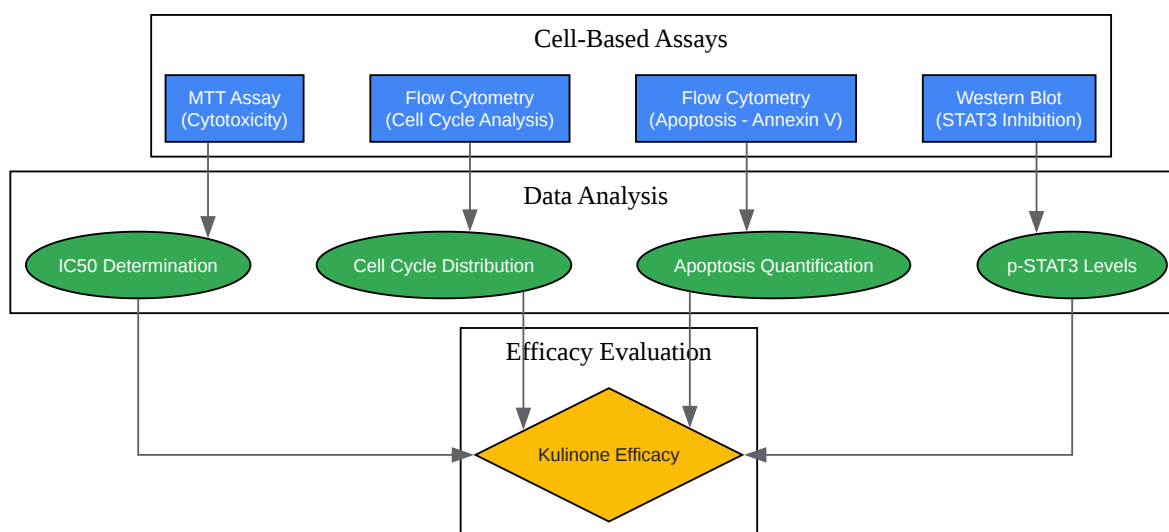 Cell-Based Assays
MTT Assay
(Cytotoxicity)
Flow Cytometry
(Cell Cycle Analysis)
Flow Cytometry
(Apoptosis - Annexin V)
Western Blot
(STAT3 Inhibition)
Data Analysis
IC50 Determination
Cell Cycle Distribution
Apoptosis Quantification
p-STAT3 Levels
Efficacy Evaluation
Kulinone Efficacy